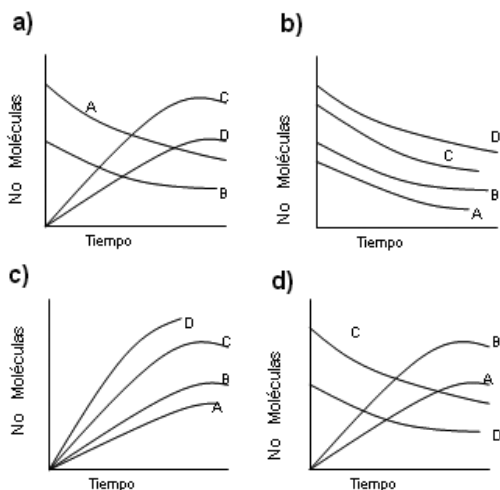 a)
No Moléculas
A
C
D
B
Tiempo
b)
No Moléculas
D
C
B
A
Tiempo
c)
No Moléculas
D
C
B
A
Tiempo
d)
No Moléculas
C
B
A
D
Tiempo